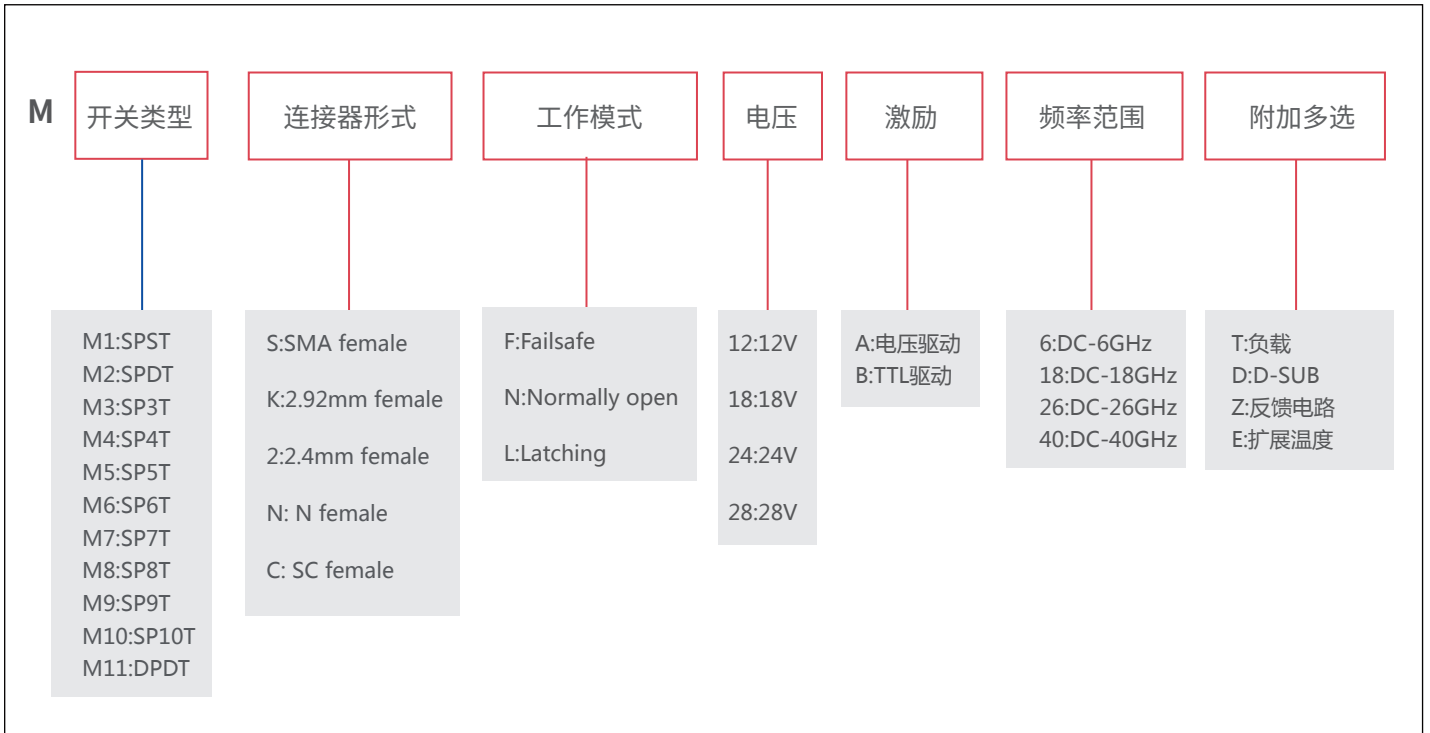 M
开关类型
连接器形式
工作模式
电压
激励
频率范围
附加多选
M1:SPST
M2:SPDT
M3:SP3T
M4:SP4T
M5:SP5T
M6:SP6T
M7:SP7T
M8:SP8T
M9:SP9T
M10:SP10T
M11:DPDT
S:SMA female
K:2.92mm female
2:2.4mm female
N: N female
C: SC female
F:Failsafe
N:Normally open
L:Latching
12:12V
18:18V
24:24V
28:28V
A:电压驱动
B:TTL驱动
6:DC-6GHz
18:DC-18GHz
26:DC-26GHz
40:DC-40GHz
T:负载
D:D-SUB
Z:反馈电路
E:扩展温度